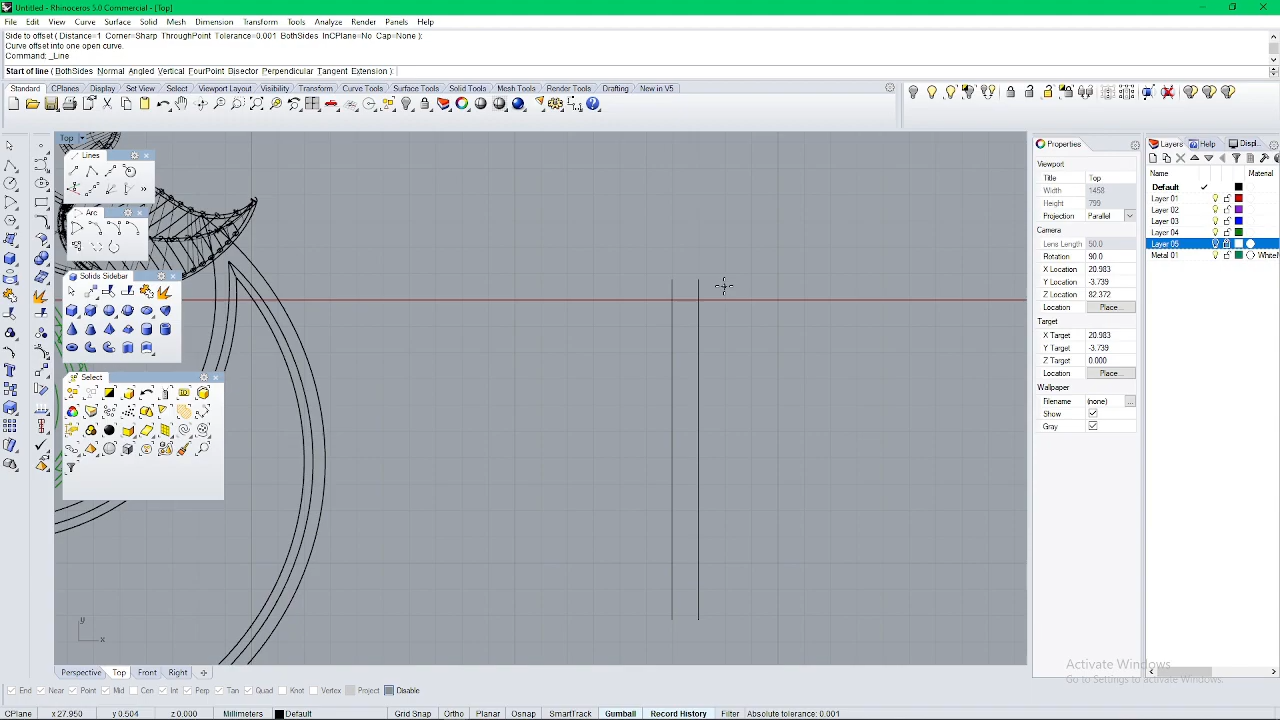 Untitled - Rhinoceros 5.0 Commercial - [Top]
File Edit View Curve Surface Solid Mesh Dimension Transform Tools Analyze Render Panels Help
Side to offset ( Distance=1 Corner=Sharp ThroughPoint Tolerance=0.001 BothSides InCPlane=No Cap=None ):
Curve offset into one open curve.
Command: _Line
Start of line ( BothSides Normal Angled Vertical FourPoint Bisector Perpendicular Tangent Extension ):
Standard CPlanes Display Set View Select Viewport Layout Visibility Transform Curve Tools Surface Tools Solid Tools Mesh Tools Render Tools Drafting New in V5
Top
Lines
Arc
Solids Sidebar
Select
y
x
Perspective Top Front Right
Properties
Viewport
Title Top
Width 1458
Height 799
Projection Parallel
Camera
Lens Length 50.0
Rotation 90.0
X Location 20.983
Y Location -3.739
Z Location 82.372
Location Place...
Target
X Target 20.983
Y Target -3.739
Z Target 0.000
Location Place...
Wallpaper
Filename (none) ...
Show
Gray
Layers Help Displ...
Name Material
Default
Layer 01
Layer 02
Layer 03
Layer 04
Layer 05
Metal 01 White
Activate Windows
Go to Settings to activate Windows.
End Near Point Mid Cen Int Perp Tan Quad Knot Vertex Project Disable
CPlane x 27.950 y 0.504 z 0.000 Millimeters Default Grid Snap Ortho Planar Osnap SmartTrack Gumball Record History Filter Absolute tolerance: 0.001